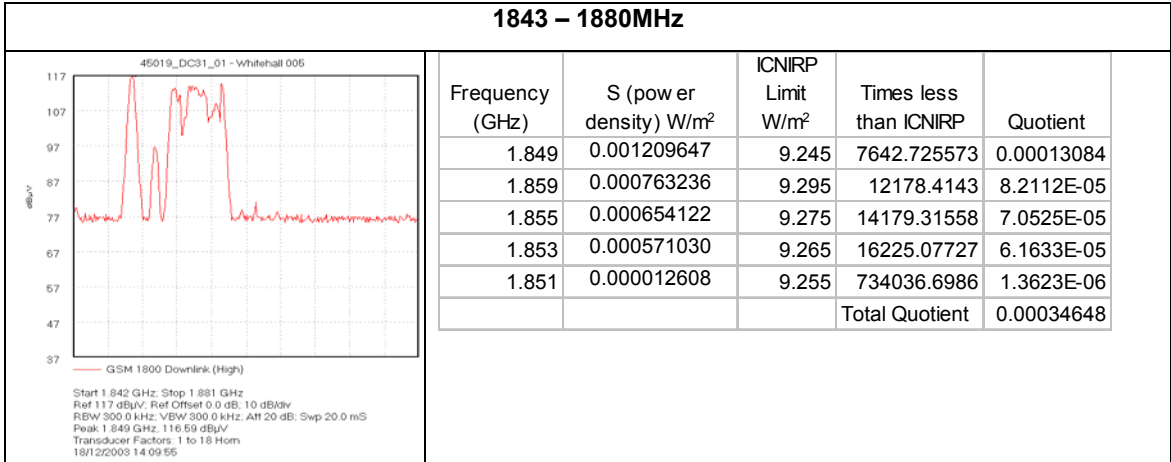 1843 – 1880MHz
45019_DC31_01 - Whitehall 005
117
107
97
87
77
67
57
47
37
dBµV
GSM 1800 Downlink (High)
Start 1.842 GHz; Stop 1.881 GHz
Ref 117 dBµV; Ref Offset 0.0 dB; 10 dB/div
RBW 300.0 kHz; VBW 300.0 kHz; Att 20 dB; Swp 20.0 mS
Peak 1.849 GHz, 116.59 dBµV
Transducer Factors: 1 to 18 Horn
18/12/2003 14:09:55
Frequency (GHz) S (pow er density) W/m² ICNIRP Limit W/m² Times less than ICNIRP Quotient
1.849 0.001209647 9.245 7642.725573 0.00013084
1.859 0.000763236 9.295 12178.4143 8.2112E-05
1.855 0.000654122 9.275 14179.31558 7.0525E-05
1.853 0.000571030 9.265 16225.07727 6.1633E-05
1.851 0.000012608 9.255 734036.6986 1.3623E-06
Total Quotient 0.00034648